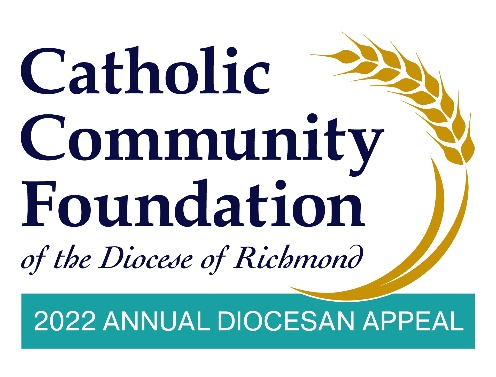 Catholic
Community
Foundation
of the Diocese of Richmond
2022 ANNUAL DIOCESAN APPEAL